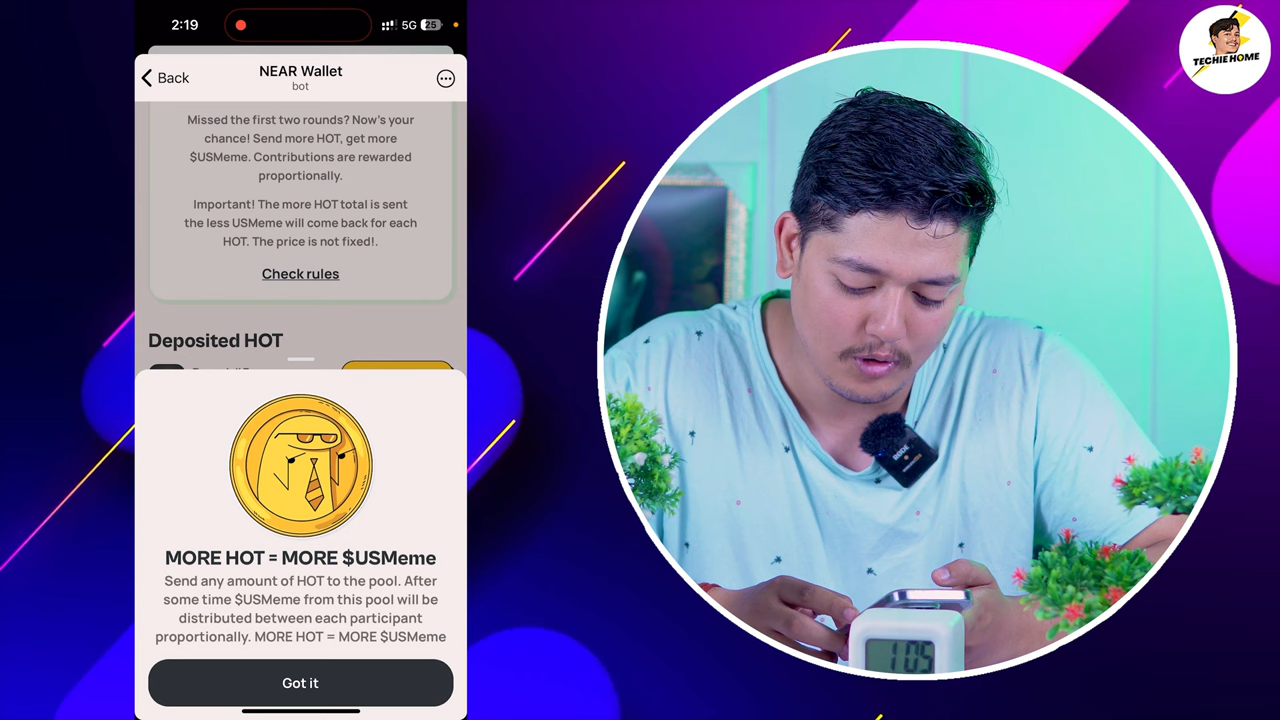 2:19
5G 25
Back
NEAR Wallet
bot
Missed the first two rounds? Now's your
chance! Send more HOT, get more
$USMeme. Contributions are rewarded
proportionally.
Important! The more HOT total is sent
the less USMeme will come back for each
HOT. The price is not fixed!.
Check rules
Deposited HOT
MORE HOT = MORE $USMeme
Send any amount of HOT to the pool. After
some time $USMeme from this pool will be
distributed between each participant
proportionally. MORE HOT = MORE $USMeme
Got it
TECHIE HOME
RØDE
1:05